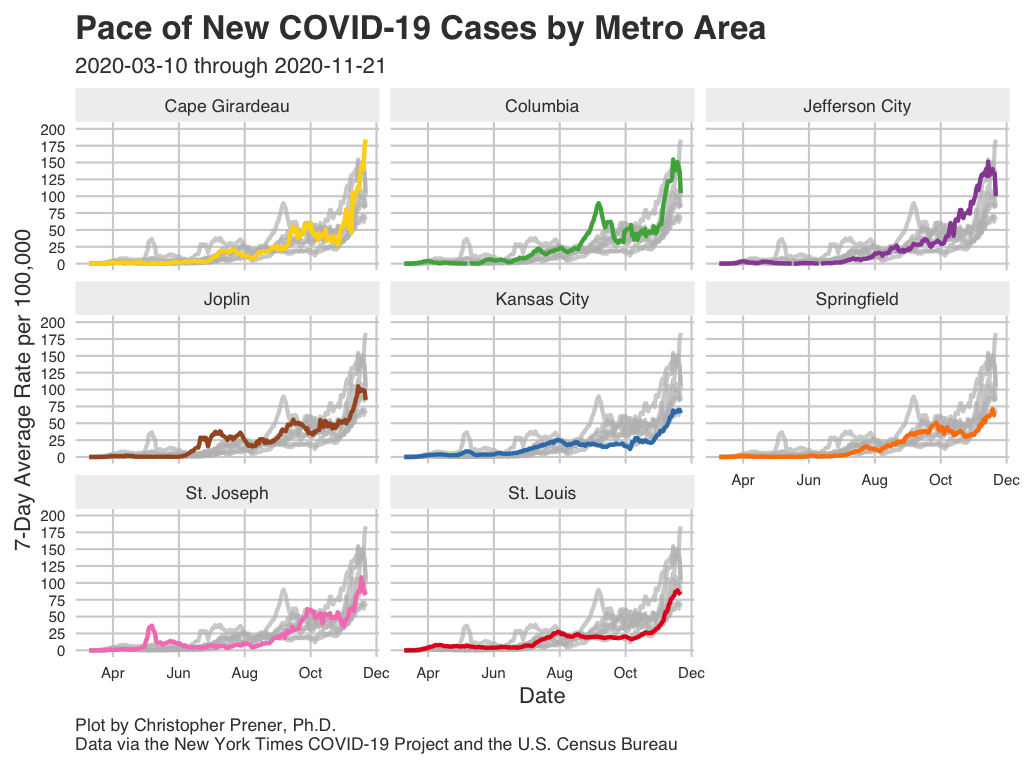 Pace of New COVID-19 Cases by Metro Area
2020-03-10 through 2020-11-21
Cape Girardeau
Columbia
Jefferson City
200
175
150
125
100
75
50
25
0
Joplin
Kansas City
Springfield
200
175
150
125
100
75
50
25
0
Apr Jun Aug Oct Dec
St. Joseph
St. Louis
200
175
150
125
100
75
50
25
0
Apr Jun Aug Oct Dec
Apr Jun Aug Oct Dec
7-Day Average Rate per 100,000
Date
Plot by Christopher Prener, Ph.D.
Data via the New York Times COVID-19 Project and the U.S. Census Bureau